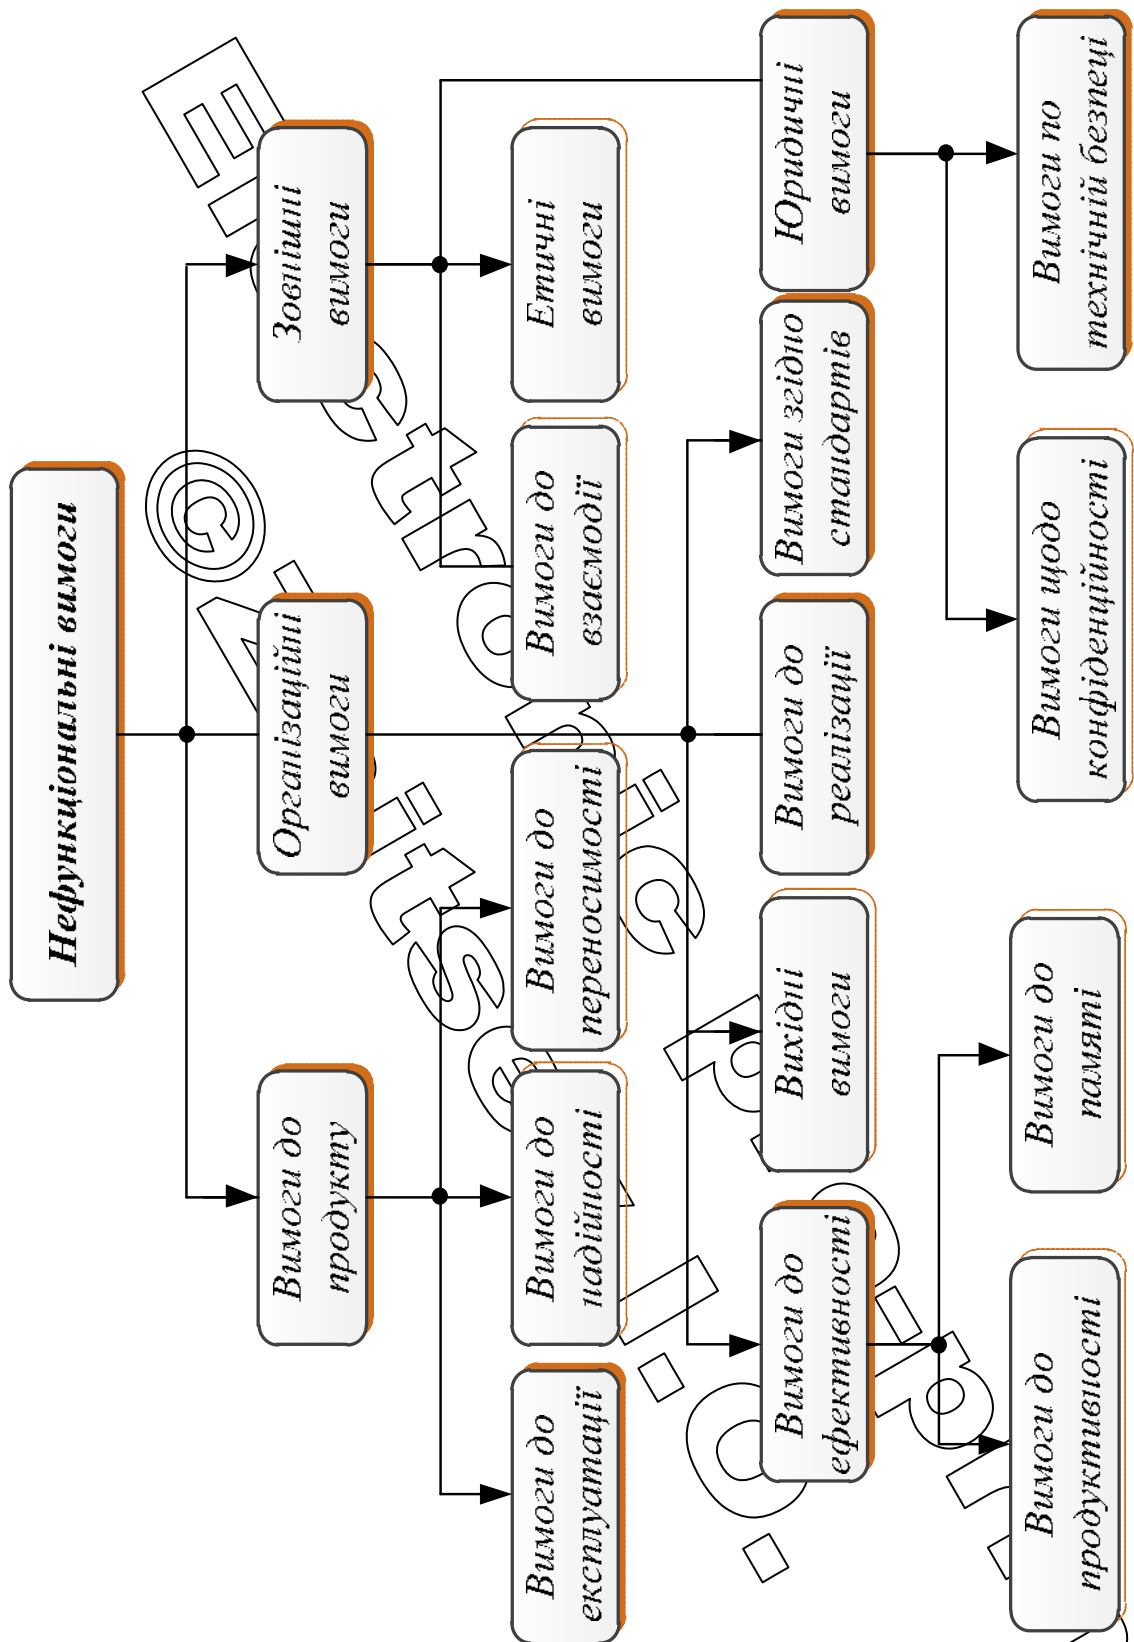 Нефункціональні вимоги
Вимоги до
продукту
Організаційні
вимоги
Зовнішні
вимоги
Вимоги до
експлуатації
Вимоги до
надійності
Вимоги до
переносимості
Вимоги до
взаємодії
Етичні
вимоги
Вимоги до
ефективності
Вихідні
вимоги
Вимоги до
реалізації
Вимоги згідно
стандартів
Юридичні
вимоги
Вимоги до
продуктивності
Вимоги до
памяті
Вимоги щодо
конфіденційності
Вимоги по
технічній безпеці